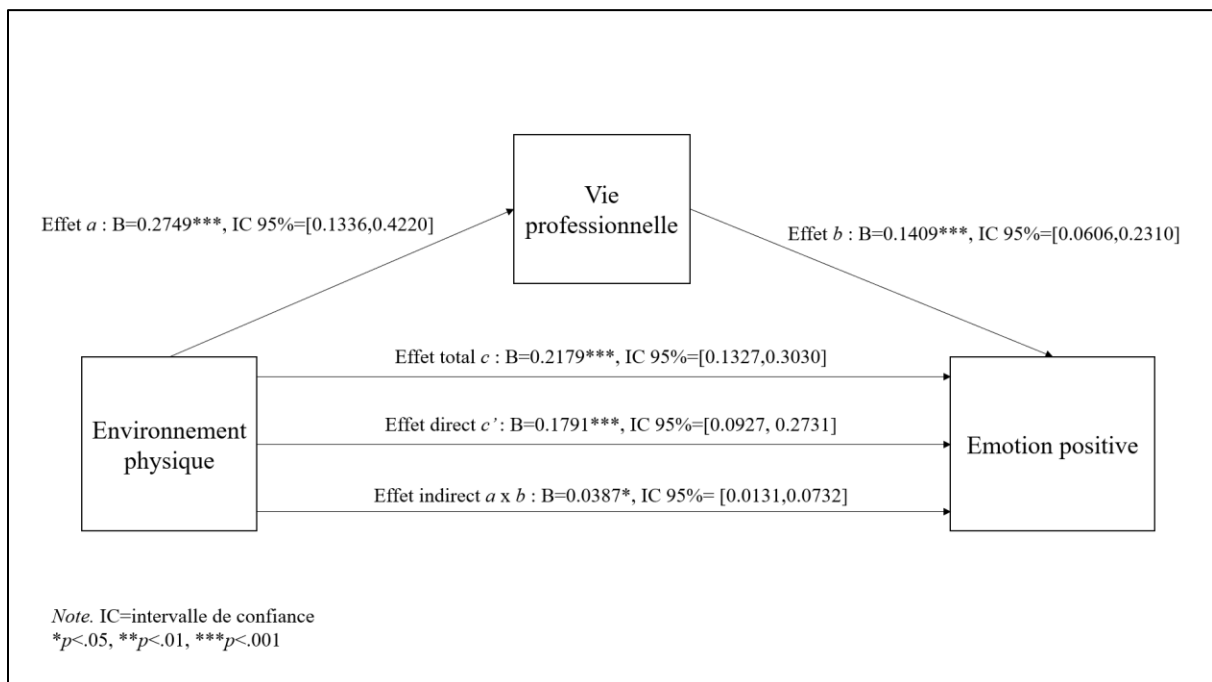 Vie
professionnelle
Effet a : B=0.2749***, IC 95%=[0.1336,0.4220]
Effet b : B=0.1409***, IC 95%=[0.0606,0.2310]
Effet total c : B=0.2179***, IC 95%=[0.1327,0.3030]
Environnement
physique
Effet direct c’: B=0.1791***, IC 95%=[0.0927, 0.2731]
Emotion positive
Effet indirect a x b : B=0.0387*, IC 95%= [0.0131,0.0732]
Note. IC=intervalle de confiance
*p<.05, **p<.01, ***p<.001